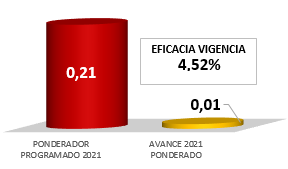 EFICACIA VIGENCIA
4,52%
0,21
0,01
PONDERADOR
PROGRAMADO 2021
AVANCE 2021
PONDERADO